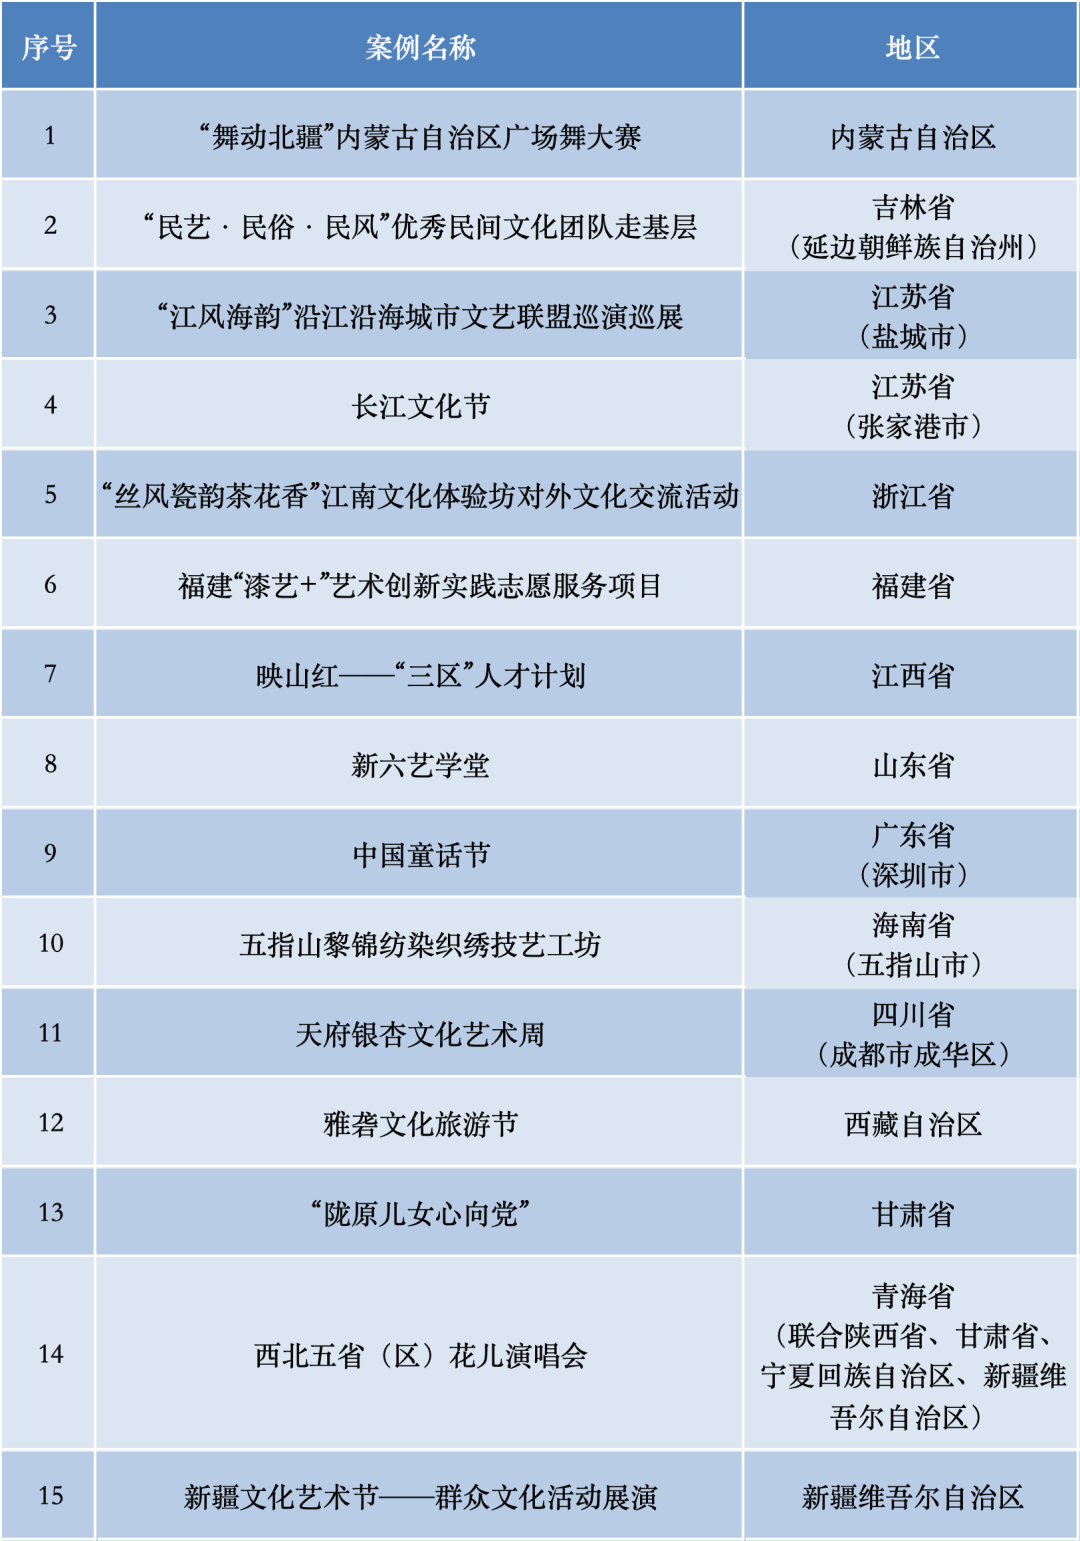 序号 案例名称 地区
1 “舞动北疆”内蒙古自治区广场舞大赛 内蒙古自治区
2 “民艺·民俗·民风”优秀民间文化团队走基层 吉林省
（延边朝鲜族自治州）
3 “江风海韵”沿江沿海城市文艺联盟巡演巡展 江苏省
（盐城市）
4 长江文化节 江苏省
（张家港市）
5 “丝风瓷韵茶花香”江南文化体验坊对外文化交流活动 浙江省
6 福建“漆艺+”艺术创新实践志愿服务项目 福建省
7 映山红——“三区”人才计划 江西省
8 新六艺学堂 山东省
9 中国童话节 广东省
（深圳市）
10 五指山黎锦纺染织绣技艺工坊 海南省
（五指山市）
11 天府银杏文化艺术周 四川省
（成都市成华区）
12 雅砻文化旅游节 西藏自治区
13 “陇原儿女心向党” 甘肃省
14 西北五省（区）花儿演唱会 青海省
（联合陕西省、甘肃省、
宁夏回族自治区、新疆维
吾尔自治区）
15 新疆文化艺术节——群众文化活动展演 新疆维吾尔自治区